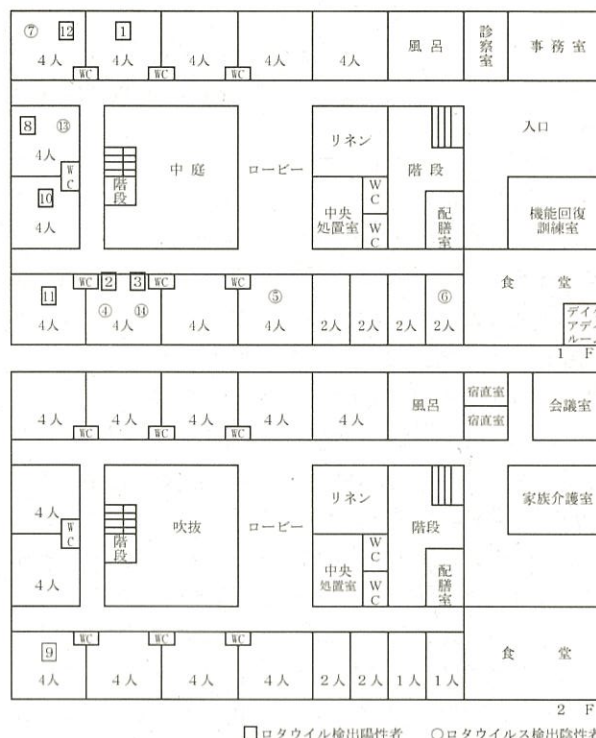 ⑦ 12 1 風呂 診察室 事務室
4人 4人 4人 4人 4人
WC WC WC
8 ⑬ リネン 階段 入口
4人 WC 中庭 ロービー
10 階段 中央処置室 WC 配膳室 機能回復訓練室
4人 WC
食堂
WC 2 3 WC WC ⑤ ⑥
11 ④ ⑭
4人 4人 4人 4人 2人 2人 2人 2人
1 F
風呂 宿直室 会議室
4人 4人 4人 4人 4人 宿直室
WC WC WC
リネン 家族介護室
4人 WC 吹抜 ロービー 階段
階段 中央処置室 WC 配膳室
4人 WC
WC WC WC
9 食堂
4人 4人 4人 4人 2人 2人 1人 1人
2 F
□ロタウイル検出陽性者 ○ロタウイルス検出陰性者